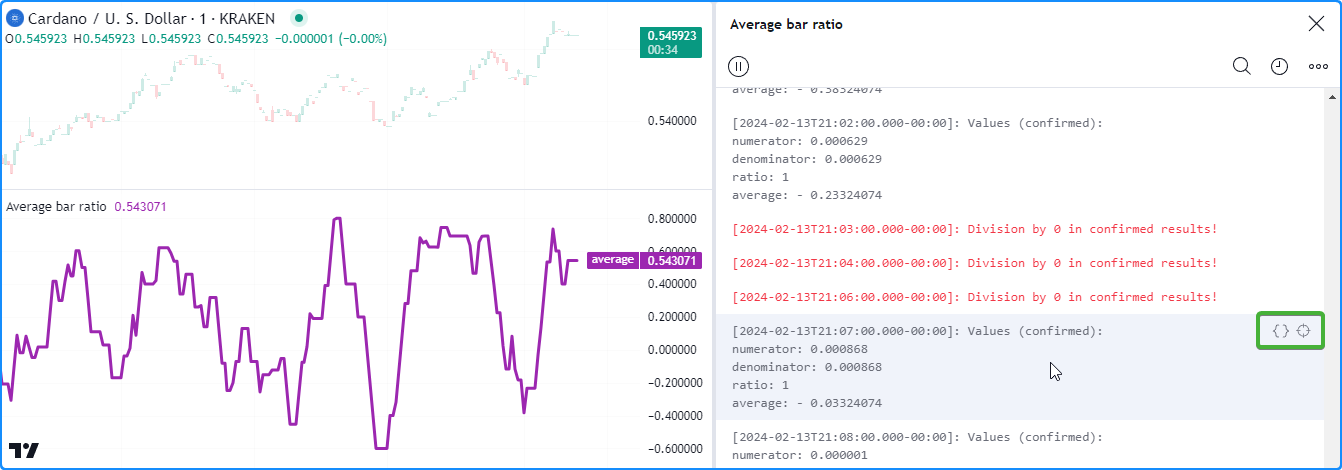 Cardano / U. S. Dollar · 1 · KRAKEN
O0.545923 H0.545923 L0.545923 C0.545923 −0.000001 (−0.00%)
0.545923
00:34
0.540000
Average bar ratio 0.543071
0.800000
0.600000
average 0.543071
0.400000
0.200000
0.000000
−0.200000
−0.400000
−0.600000
Average bar ratio
average: - 0.38324074
[2024-02-13T21:02:00.000-00:00]: Values (confirmed):
numerator: 0.000629
denominator: 0.000629
ratio: 1
average: - 0.23324074
[2024-02-13T21:03:00.000-00:00]: Division by 0 in confirmed results!
[2024-02-13T21:04:00.000-00:00]: Division by 0 in confirmed results!
[2024-02-13T21:06:00.000-00:00]: Division by 0 in confirmed results!
[2024-02-13T21:07:00.000-00:00]: Values (confirmed):
numerator: 0.000868
denominator: 0.000868
ratio: 1
average: - 0.03324074
[2024-02-13T21:08:00.000-00:00]: Values (confirmed):
numerator: 0.000001